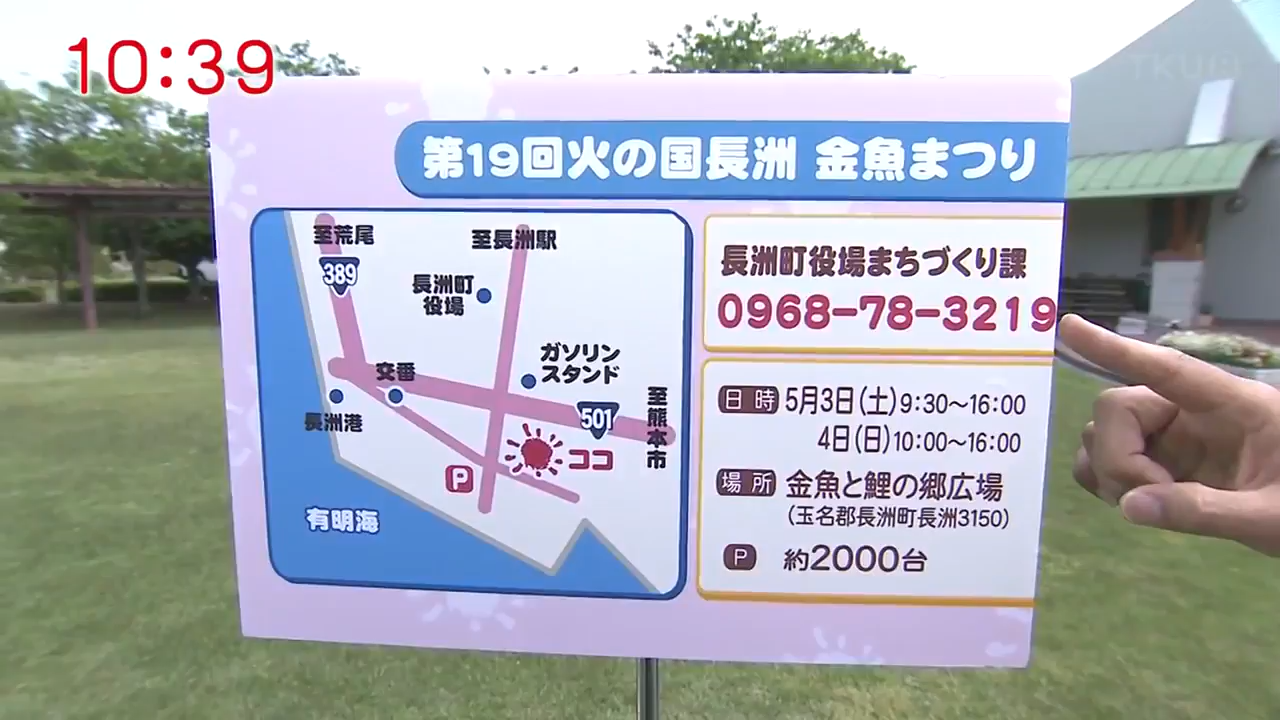 10:39
TKU
第19回火の国長洲 金魚まつり
至荒尾
至長洲駅
389
長洲町
役場
ガソリン
スタンド
交番
長洲港
501
至熊本市
ココ
P
有明海
長洲町役場まちづくり課
0968-78-3219
日時 5月3日(土)9:30～16:00
4日(日)10:00～16:00
場所 金魚と鯉の郷広場
(玉名郡長洲町長洲3150)
P 約2000台